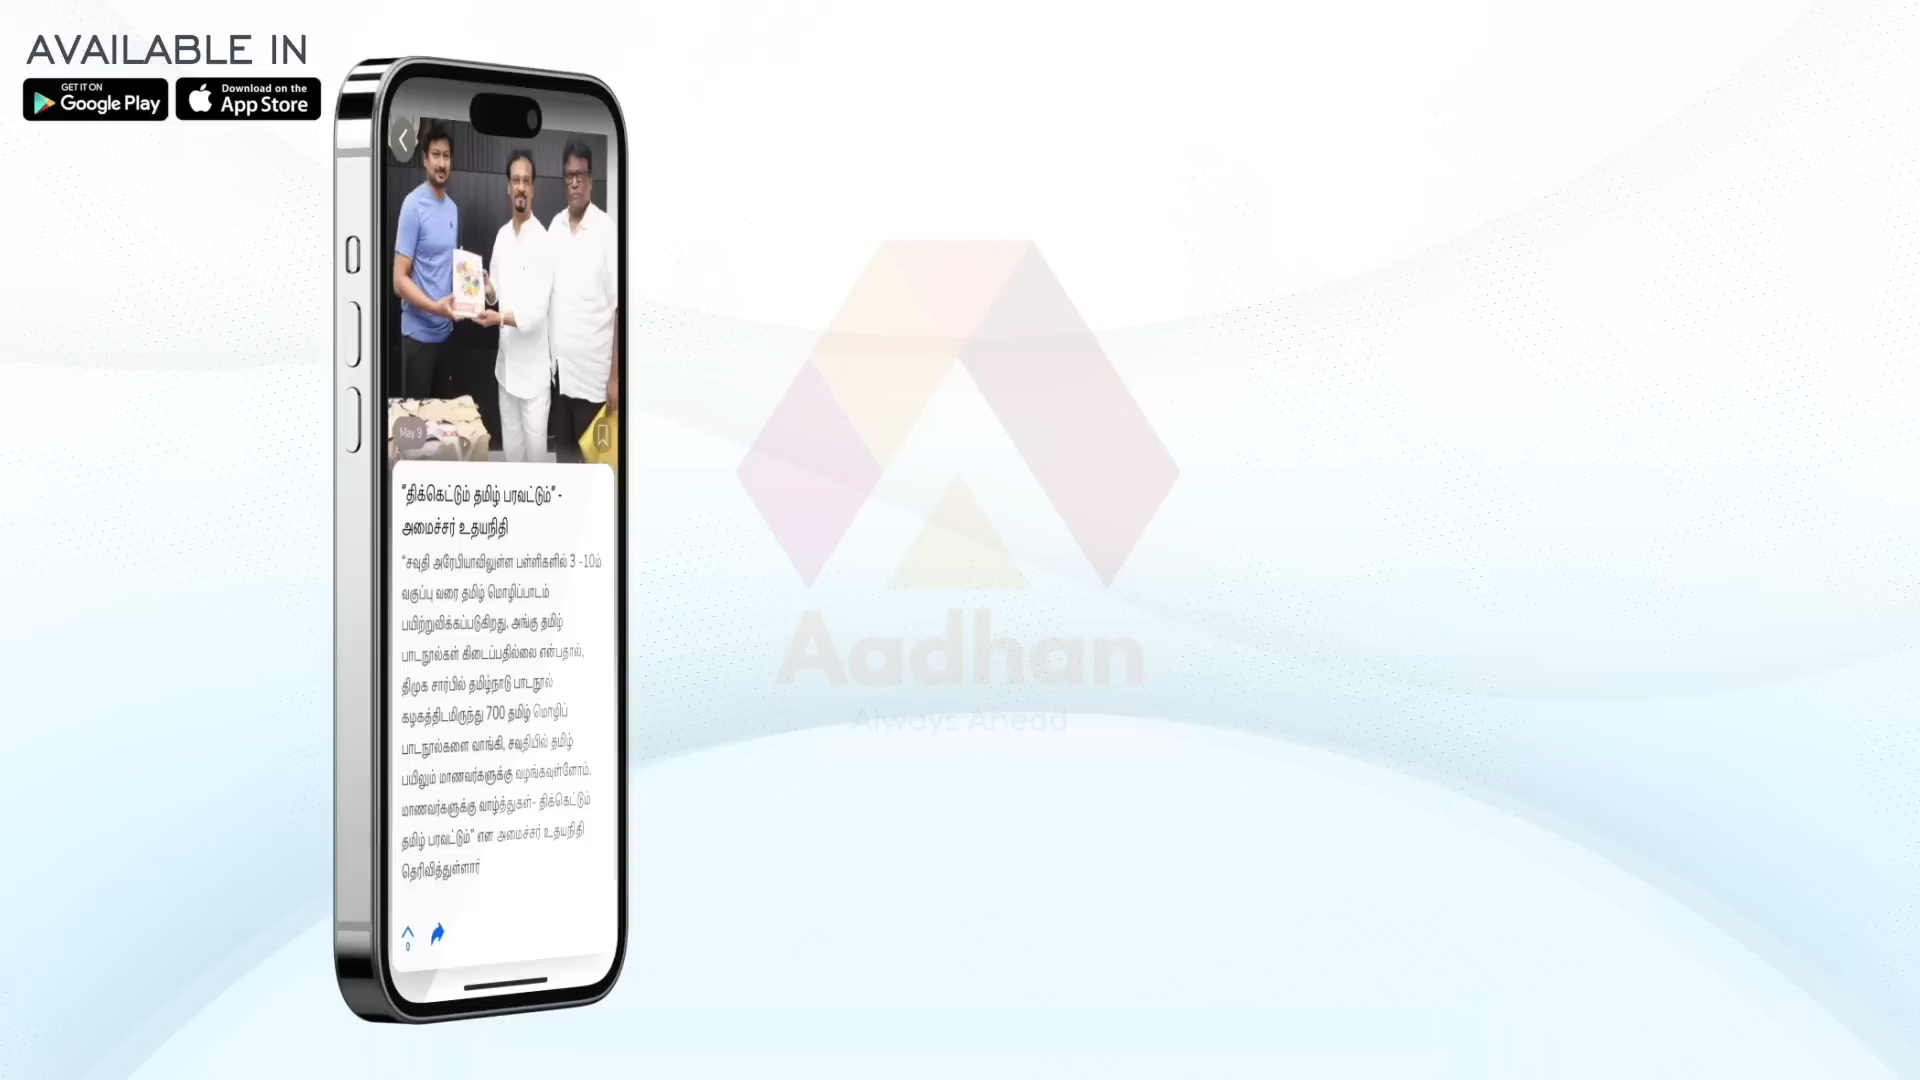 AVAILABLE IN
GET IT ON
Google Play
Download on the
App Store
May 9
"திக்கெட்டும் தமிழ் பரவட்டும்" -
அமைச்சர் உதயநிதி
"சவுதி அரேபியாவிலுள்ள பள்ளிகளில் 3 -10ம்
வகுப்பு வரை தமிழ் மொழிப்பாடம்
பயிற்றுவிக்கப்படுகிறது. அங்கு தமிழ்
பாடநூல்கள் கிடைப்பதில்லை என்பதால்,
திமுக சார்பில் தமிழ்நாடு பாடநூல்
கழகத்திடமிருந்து 700 தமிழ் மொழிப்
பாடநூல்களை வாங்கி, சவுதியில் தமிழ்
பயிலும் மாணவர்களுக்கு வழங்கவுள்ளோம்.
மாணவர்களுக்கு வாழ்த்துகள்- திக்கெட்டும்
தமிழ் பரவட்டும்" என அமைச்சர் உதயநிதி
தெரிவித்துள்ளார்
0
Aadhan
Always Ahead